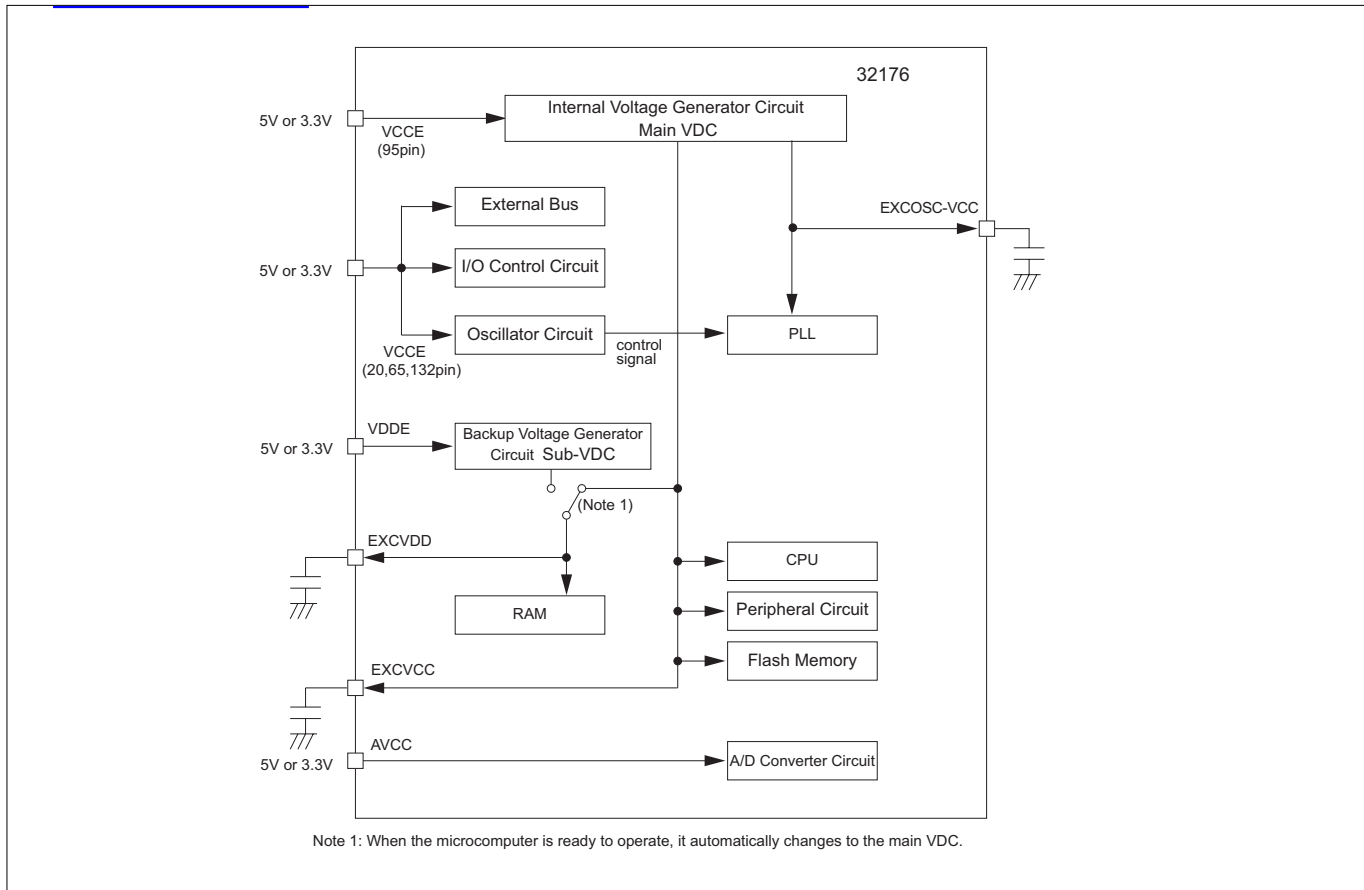 32176
Internal Voltage Generator Circuit
Main VDC
5V or 3.3V
VCCE
(95pin)
External Bus
EXCOSC-VCC
5V or 3.3V
I/O Control Circuit
Oscillator Circuit
PLL
control
signal
VCCE
(20,65,132pin)
VDDE
5V or 3.3V
Backup Voltage Generator
Circuit Sub-VDC
(Note 1)
EXCVDD
CPU
RAM
Peripheral Circuit
Flash Memory
EXCVCC
AVCC
5V or 3.3V
A/D Converter Circuit
Note 1: When the microcomputer is ready to operate, it automatically changes to the main VDC.